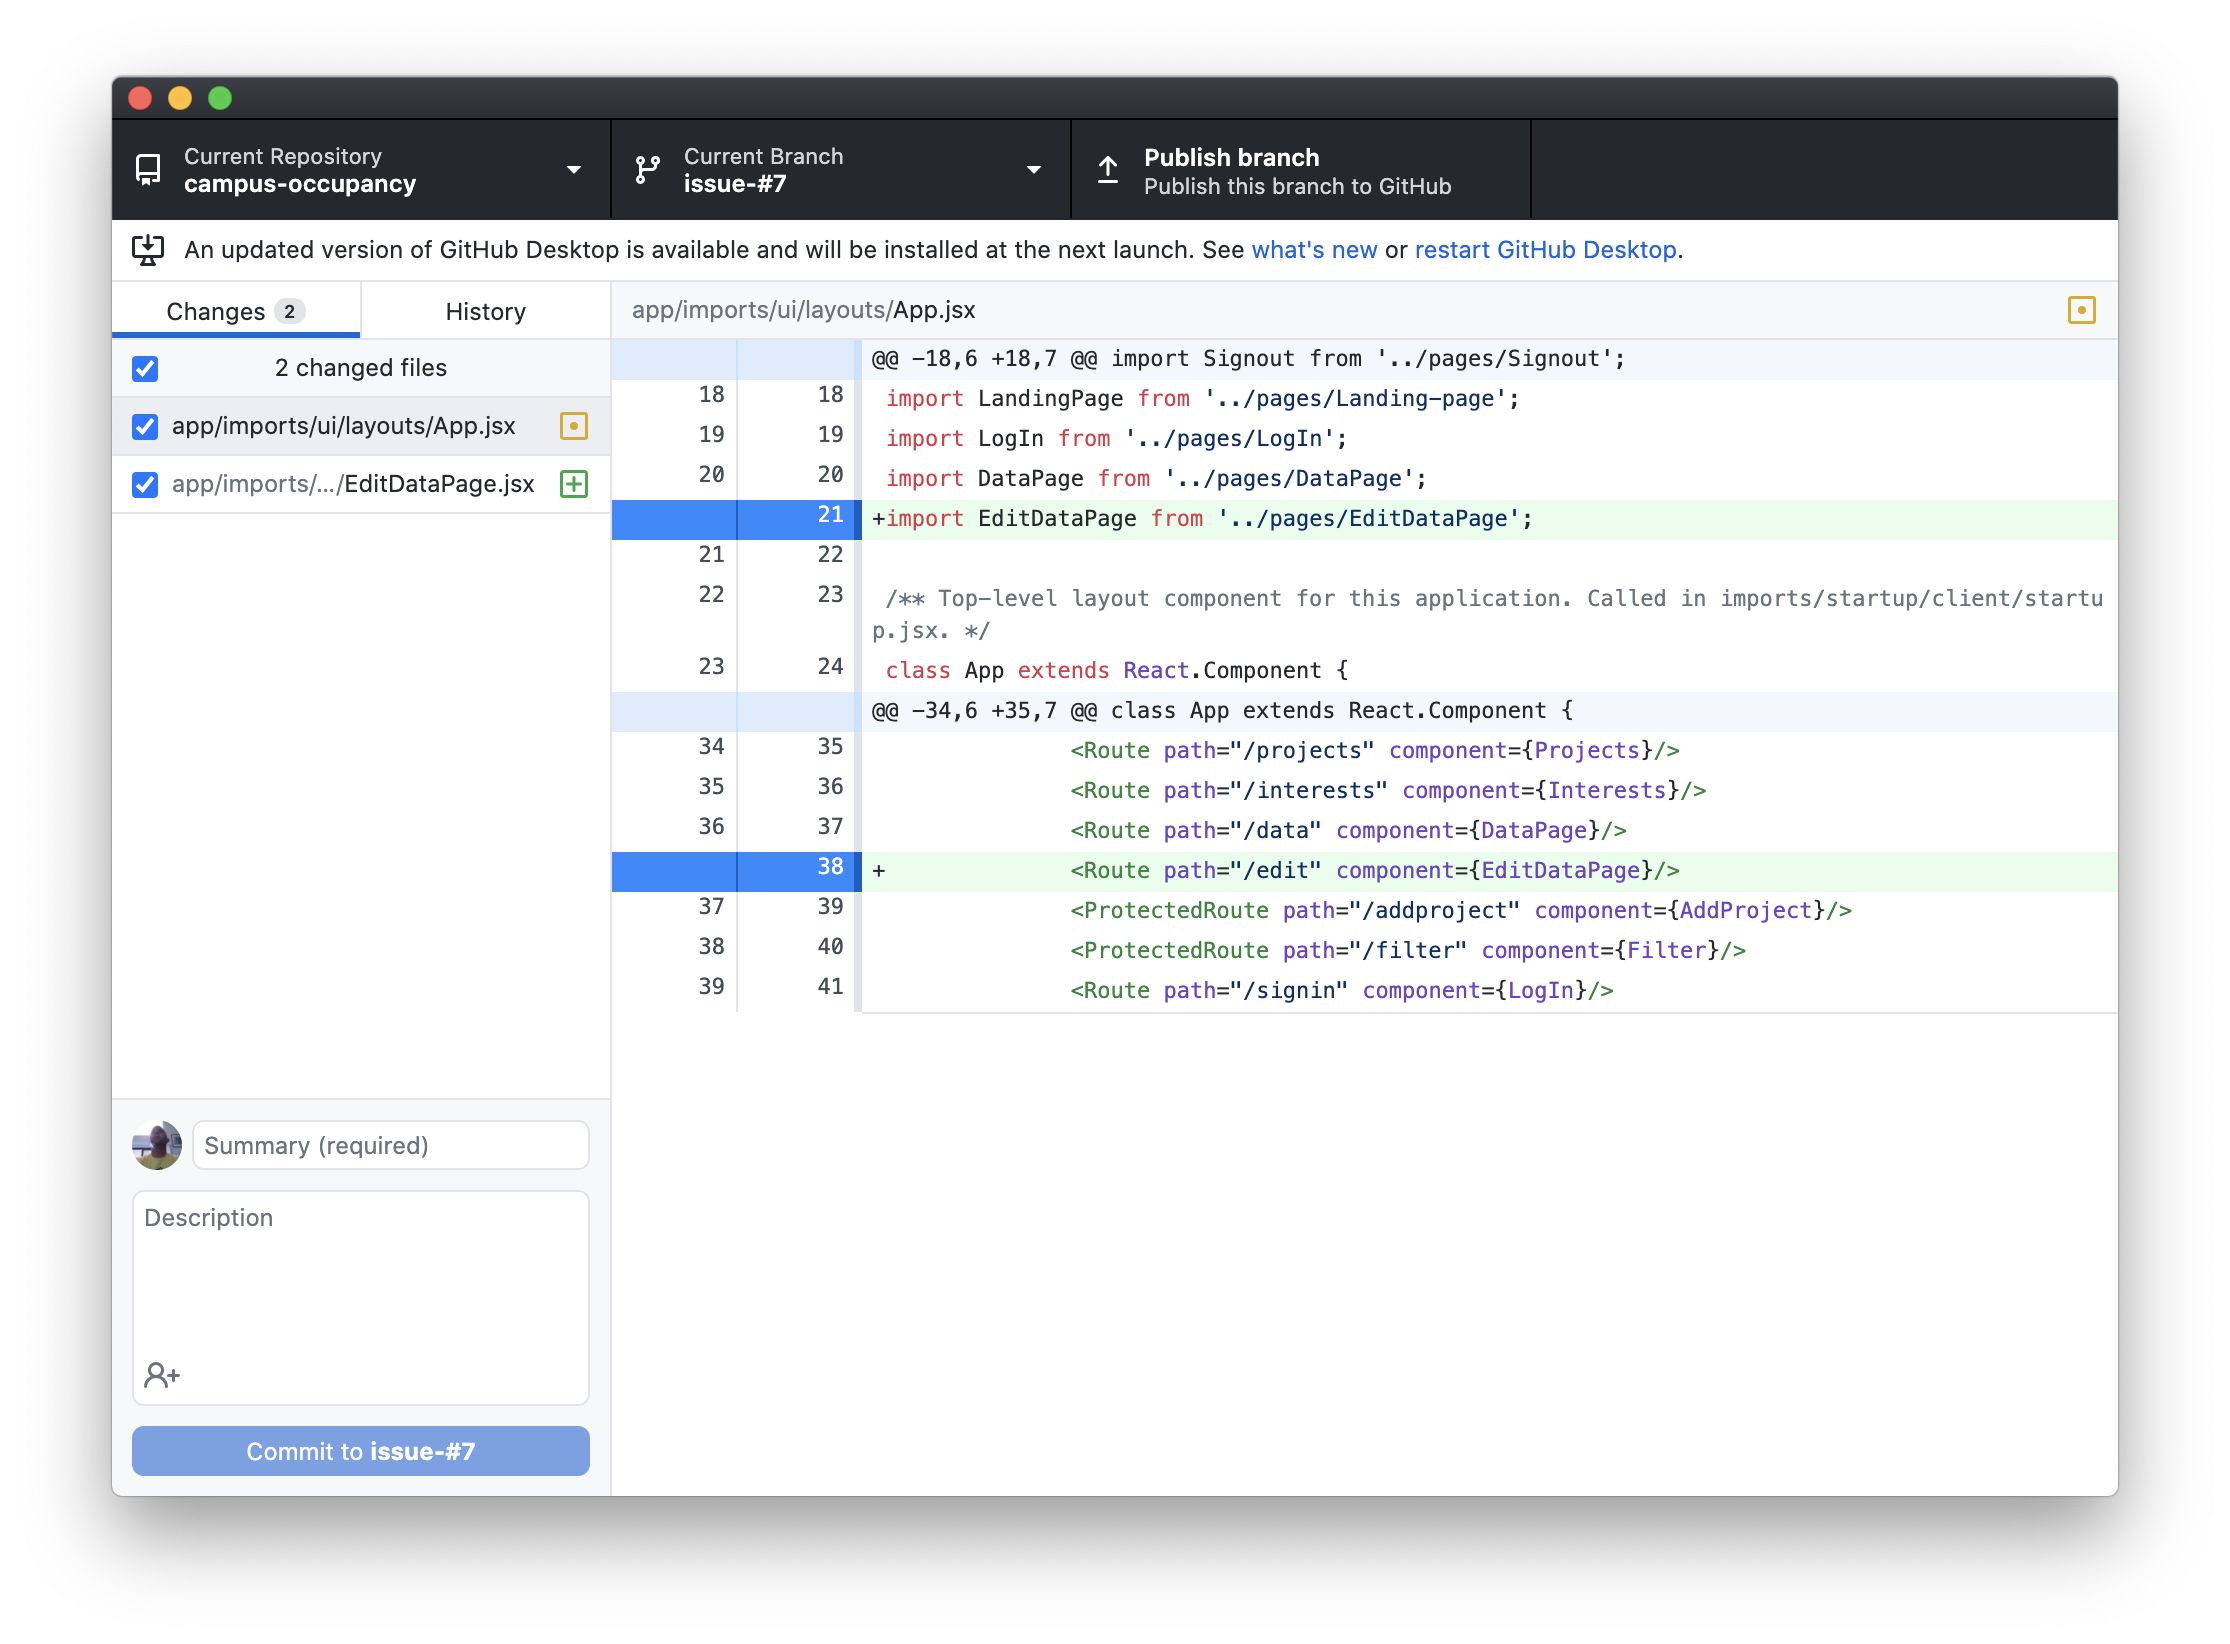 Current Repository
campus-occupancy
Current Branch
issue-#7
Publish branch
Publish this branch to GitHub
An updated version of GitHub Desktop is available and will be installed at the next launch. See what's new or restart GitHub Desktop.
Changes 2
History
app/imports/ui/layouts/App.jsx
2 changed files
app/imports/ui/layouts/App.jsx
app/imports/.../EditDataPage.jsx
@@ -18,6 +18,7 @@ import Signout from '../pages/Signout';
18 18 import LandingPage from '../pages/Landing-page';
19 19 import LogIn from '../pages/LogIn';
20 20 import DataPage from '../pages/DataPage';
21 +import EditDataPage from '../pages/EditDataPage';
21 22
22 23 /** Top-level layout component for this application. Called in imports/startup/client/startu
p.jsx. */
23 24 class App extends React.Component {
@@ -34,6 +35,7 @@ class App extends React.Component {
34 35 <Route path="/projects" component={Projects}/>
35 36 <Route path="/interests" component={Interests}/>
36 37 <Route path="/data" component={DataPage}/>
38 + <Route path="/edit" component={EditDataPage}/>
37 39 <ProtectedRoute path="/addproject" component={AddProject}/>
38 40 <ProtectedRoute path="/filter" component={Filter}/>
39 41 <Route path="/signin" component={LogIn}/>
Summary (required)
Description
Commit to issue-#7